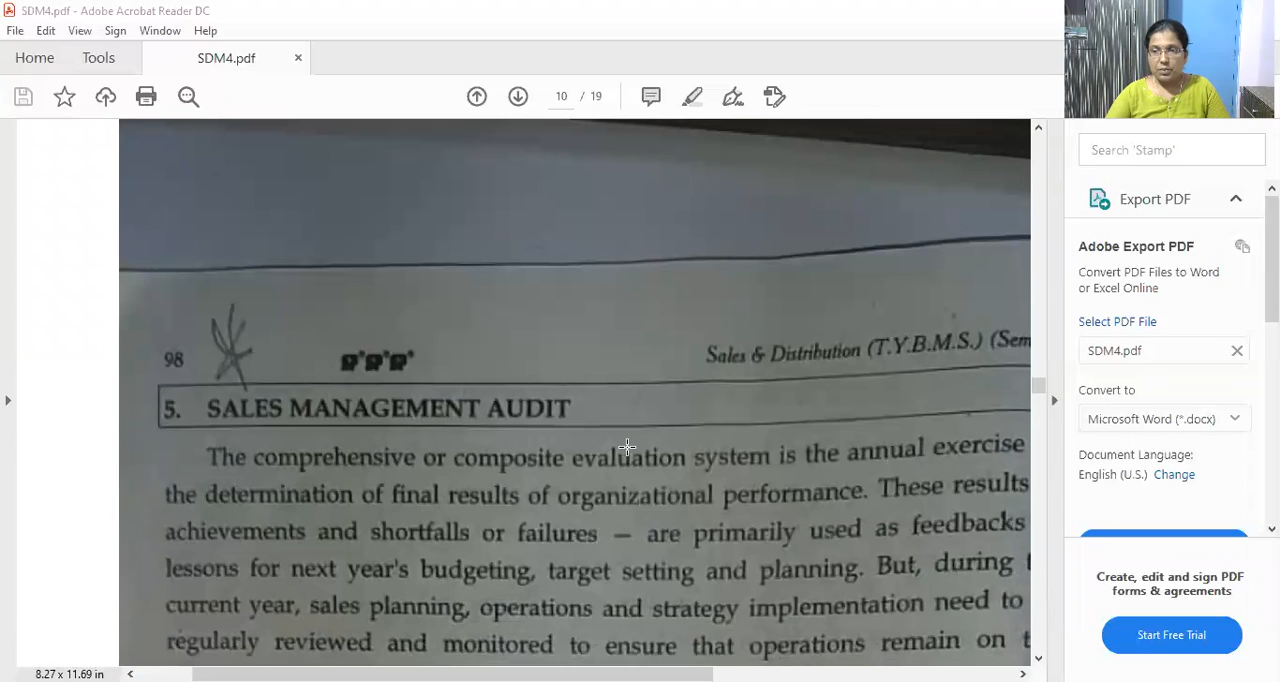 SDM4.pdf - Adobe Acrobat Reader DC
File Edit View Sign Window Help
Home Tools SDM4.pdf ×
10 / 19
98 Sales & Distribution (T.Y.B.M.S.) (Sem
5. SALES MANAGEMENT AUDIT
The comprehensive or composite evaluation system is the annual exercise
the determination of final results of organizational performance. These results
achievements and shortfalls or failures – are primarily used as feedbacks
lessons for next year's budgeting, target setting and planning. But, during
current year, sales planning, operations and strategy implementation need to
regularly reviewed and monitored to ensure that operations remain on
8.27 x 11.69 in
Search 'Stamp'
Export PDF
Adobe Export PDF
Convert PDF Files to Word
or Excel Online
Select PDF File
SDM4.pdf
Convert to
Microsoft Word (*.docx)
Document Language:
English (U.S.) Change
Create, edit and sign PDF
forms & agreements
Start Free Trial